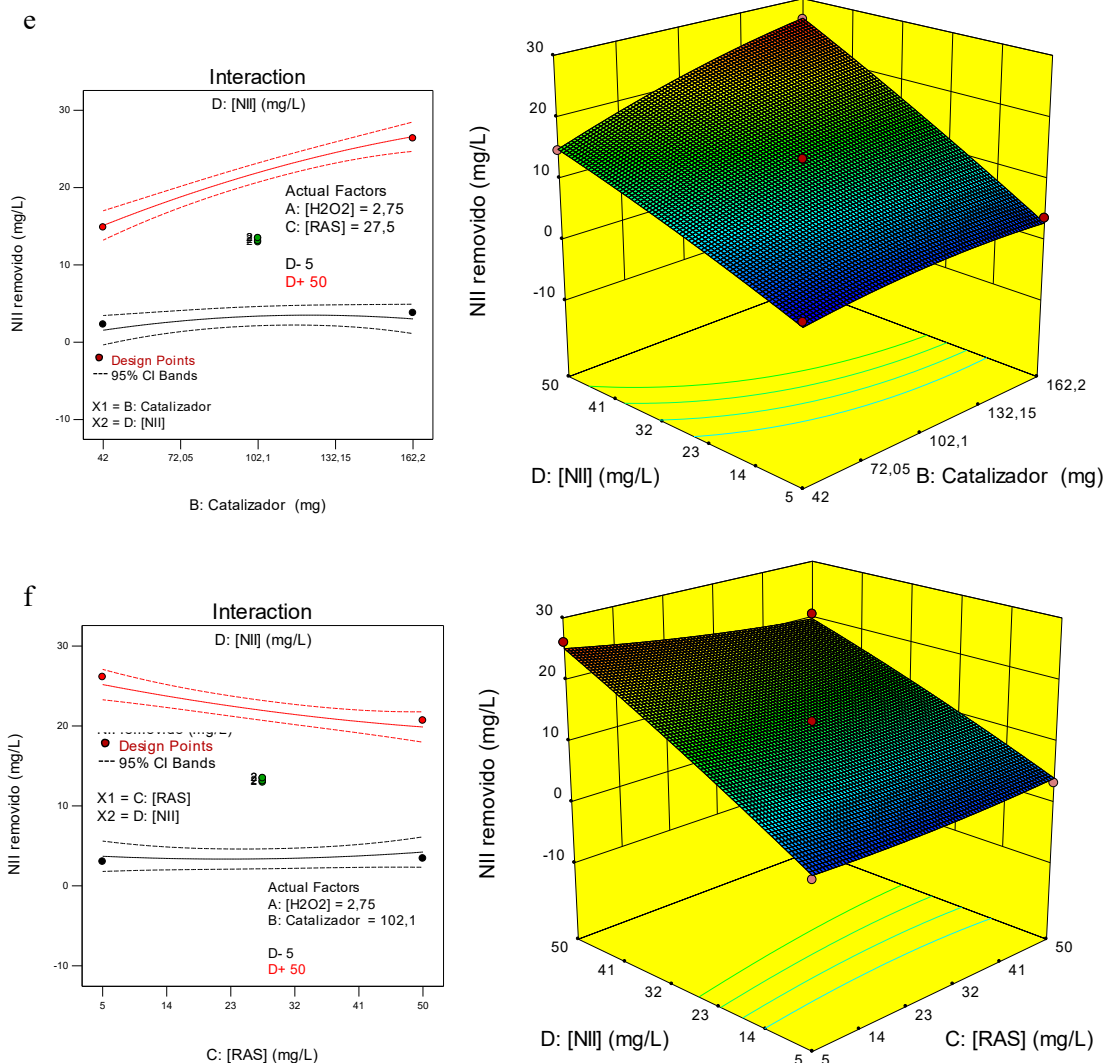 e
Interaction
D: [NII] (mg/L)
NII removido (mg/L)
30
20
10
0
-10
Actual Factors
A: [H2O2] = 2,75
C: [RAS] = 27,5
D- 5
D+ 50
Design Points
95% CI Bands
X1 = B: Catalizador
X2 = D: [NII]
42
72,05
102,1
132,15
162,2
B: Catalizador (mg)
NII removido (mg/L)
30
20
10
0
-10
50
41
32
23
14
5
42
72,05
102,1
132,15
162,2
D: [NII] (mg/L)
B: Catalizador (mg)
f
Interaction
D: [NII] (mg/L)
NII removido (mg/L)
30
20
10
0
-10
Design Points
95% CI Bands
X1 = C: [RAS]
X2 = D: [NII]
Actual Factors
A: [H2O2] = 2,75
B: Catalizador = 102,1
D- 5
D+ 50
5
14
23
32
41
50
C: [RAS] (mg/L)
NII removido (mg/L)
30
20
10
0
-10
50
41
32
23
14
5
5
14
23
32
41
50
D: [NII] (mg/L)
C: [RAS] (mg/L)